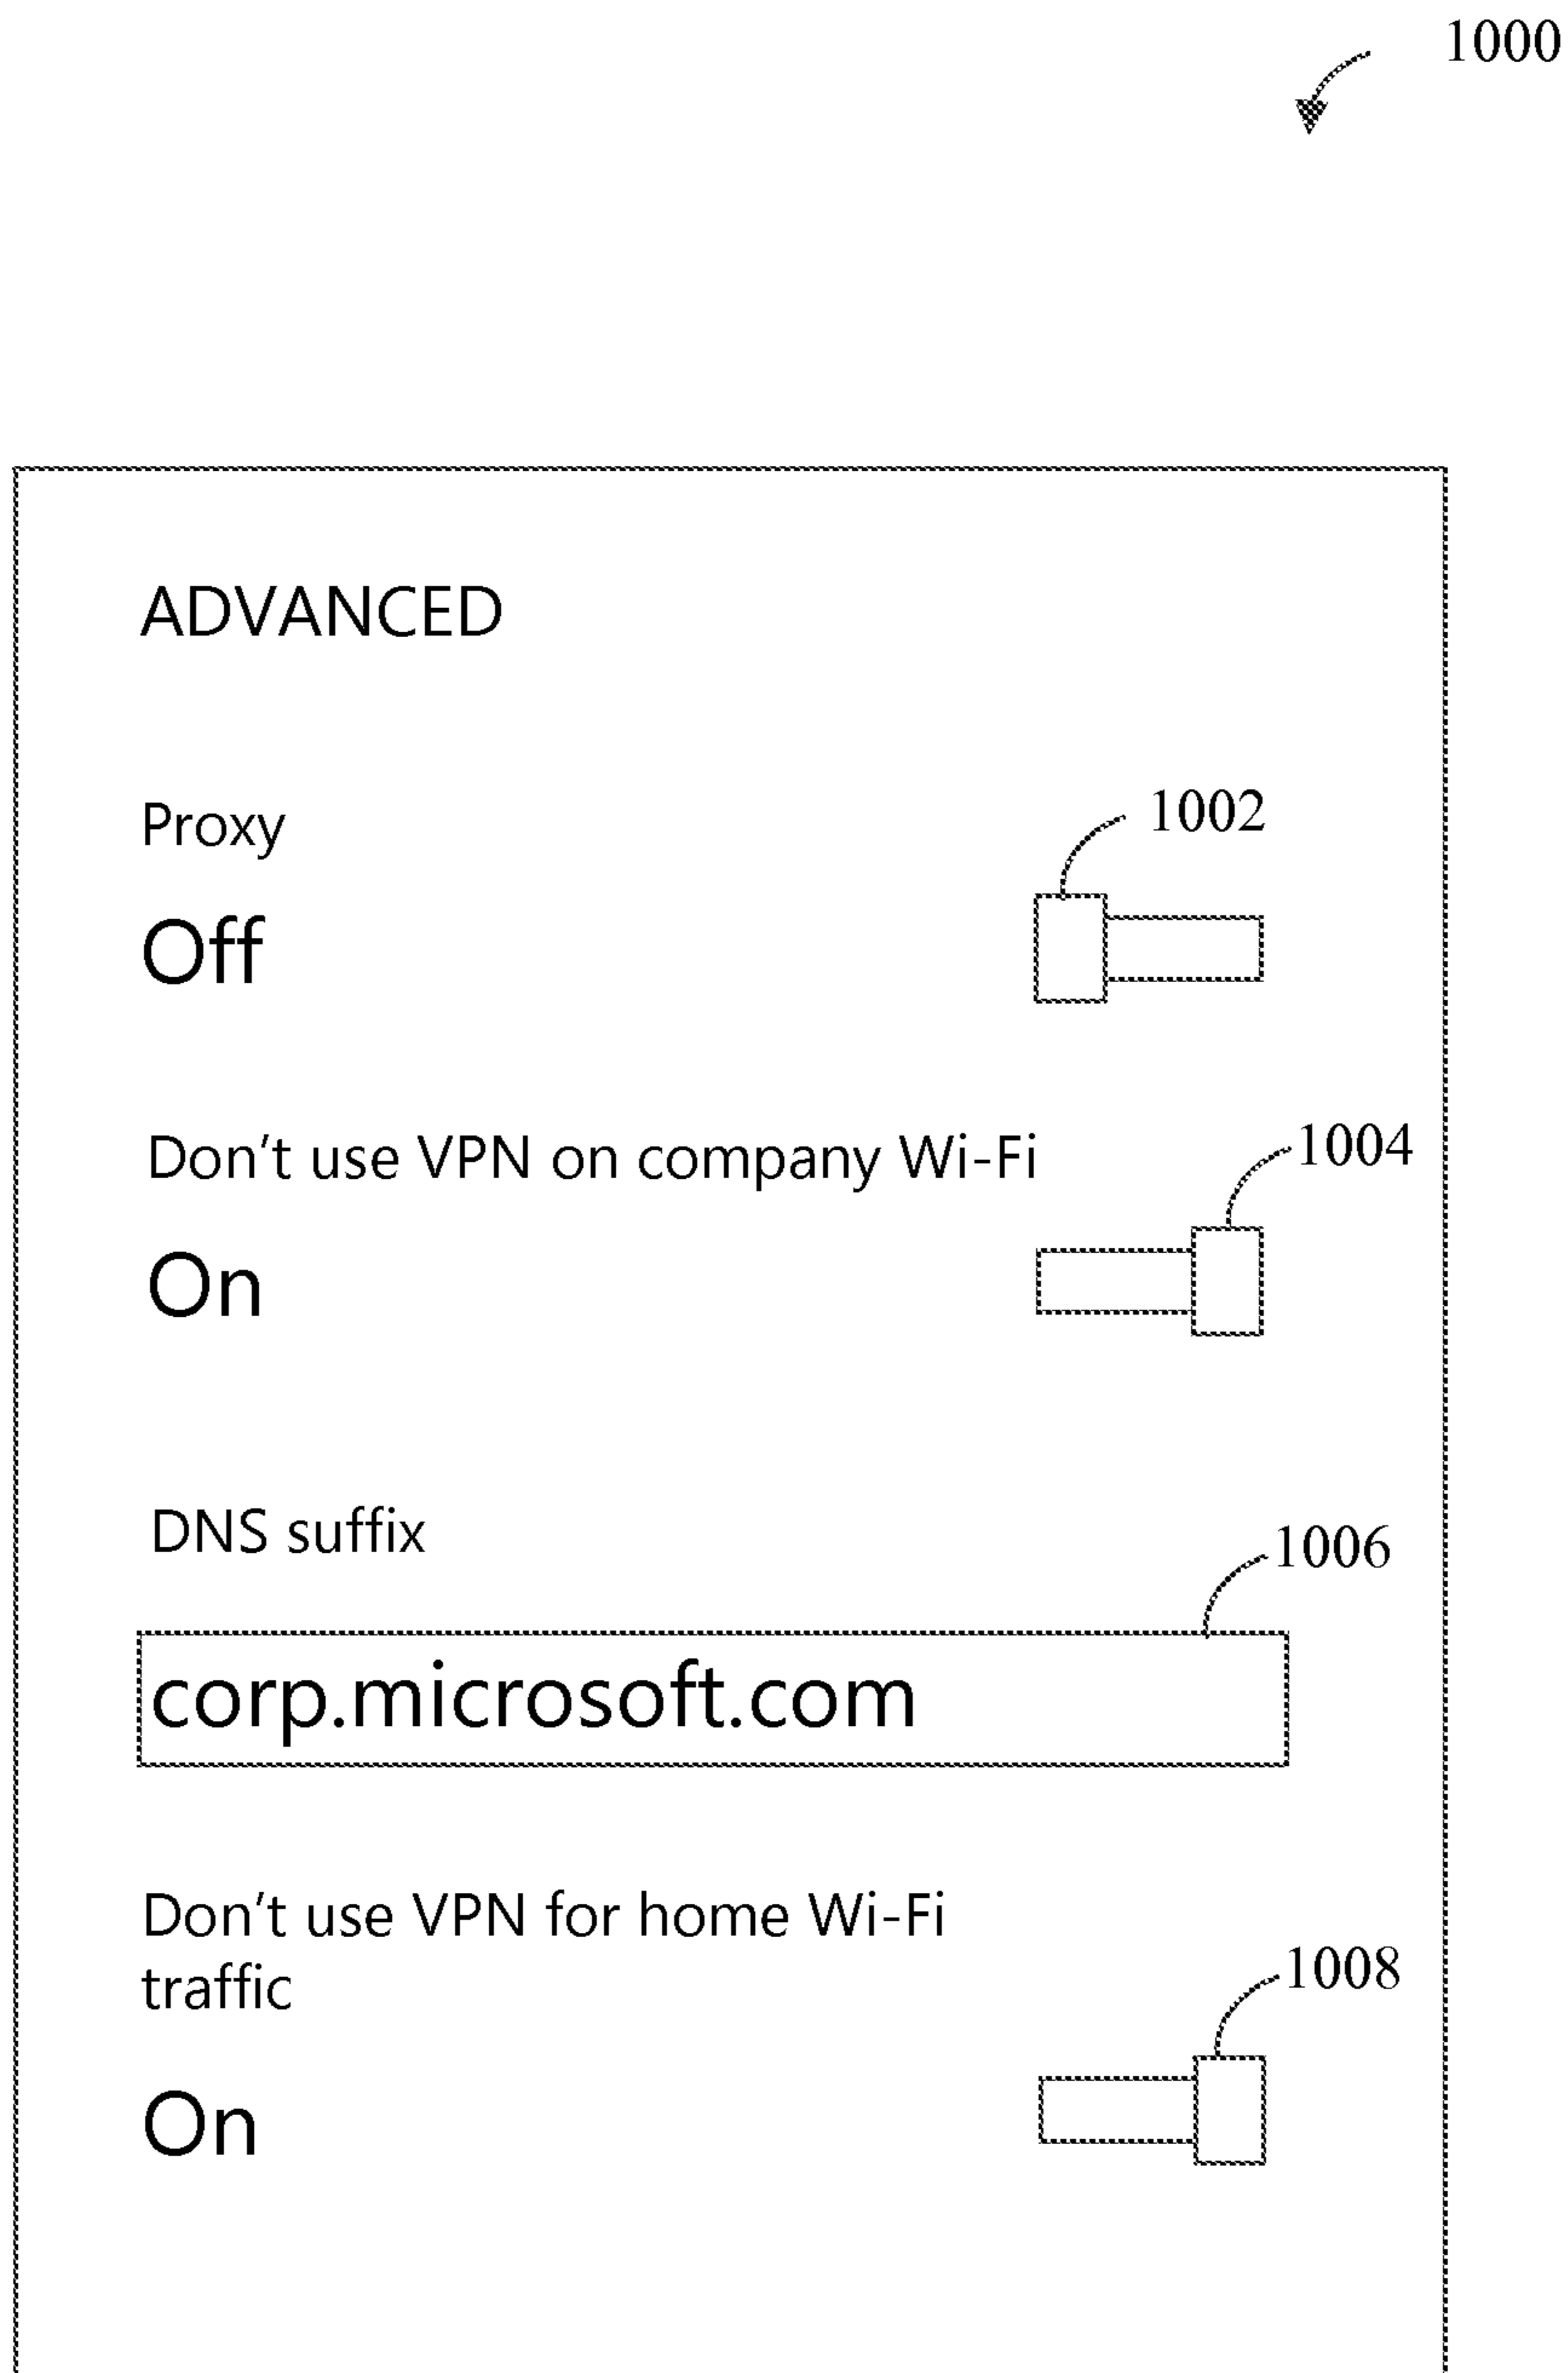 1000
ADVANCED
Proxy
1002
Off
Don't use VPN on company Wi-Fi
1004
On
DNS suffix
1006
corp.microsoft.com
Don't use VPN for home Wi-Fi
traffic
1008
On